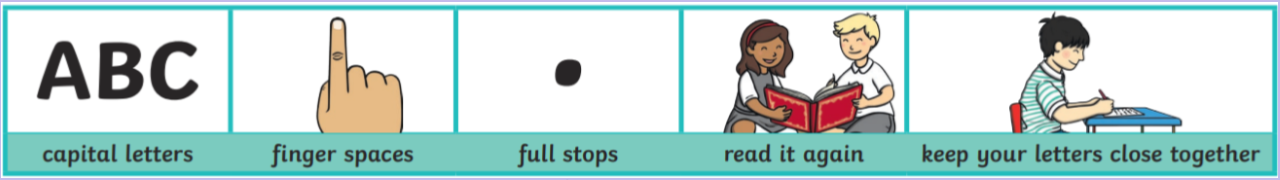 ABC
capital letters
finger spaces
full stops
read it again
keep your letters close together